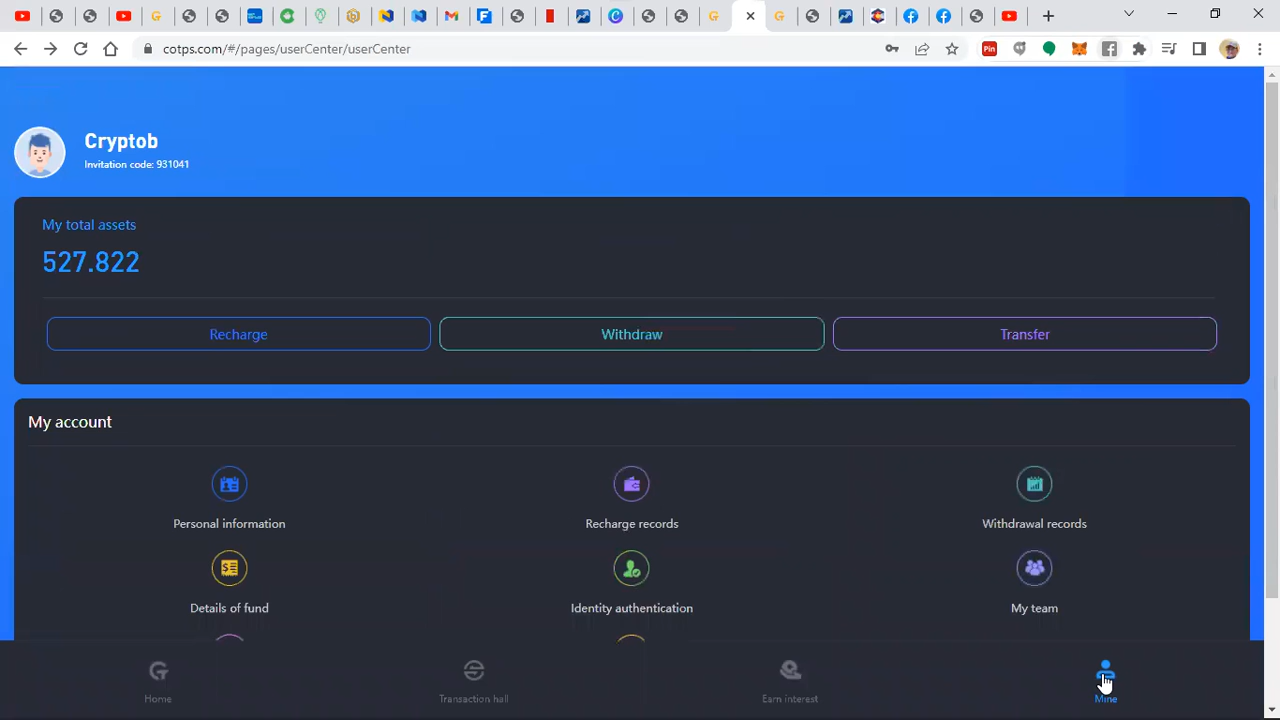 cotps.com/#/pages/userCenter/userCenter
Pin
Cryptob
Invitation code: 931041
My total assets
527.822
Recharge
Withdraw
Transfer
My account
Personal information
Recharge records
Withdrawal records
Details of fund
Identity authentication
My team
Home
Transaction hall
Earn interest
Mine